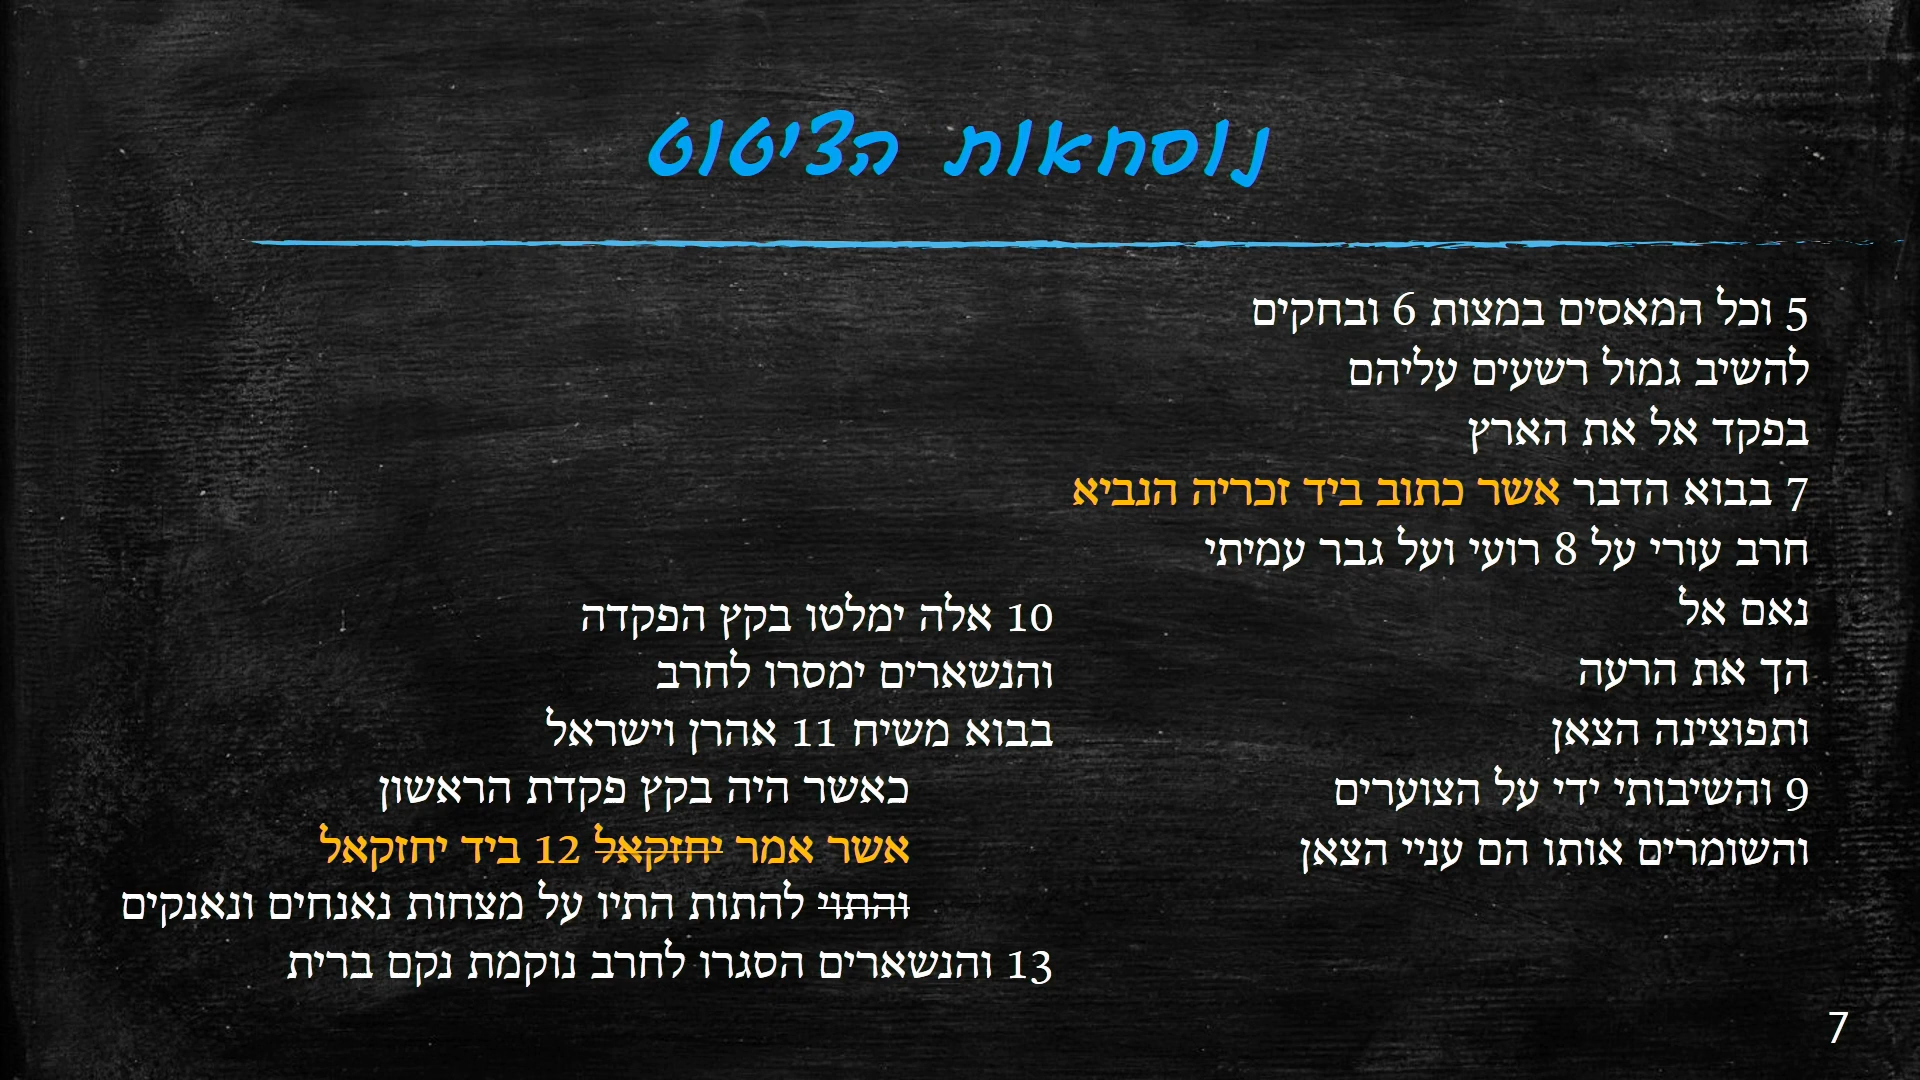 נוסחאות הציטוט
5 וכל המאסים במצות 6 ובחקים
להשיב גמול רשעים עליהם
בפקד אל את הארץ
7 בבוא הדבר אשר כתוב ביד זכריה הנביא
חרב עורי על 8 רועי ועל גבר עמיתי
נאם אל
הך את הרעה
ותפוצינה הצאן
9 והשיבותי ידי על הצוערים
והשומרים אותו הם עניי הצאן
10 אלה ימלטו בקץ הפקדה
והנשארים ימסרו לחרב
בבוא משיח 11 אהרן וישראל
כאשר היה בקץ פקדת הראשון
אשר אמר יחזקאל 12 ביד יחזקאל
והתוי להתות התיו על מצחות נאנחים ונאנקים
13 והנשארים הסגרו לחרב נוקמת נקם ברית
7